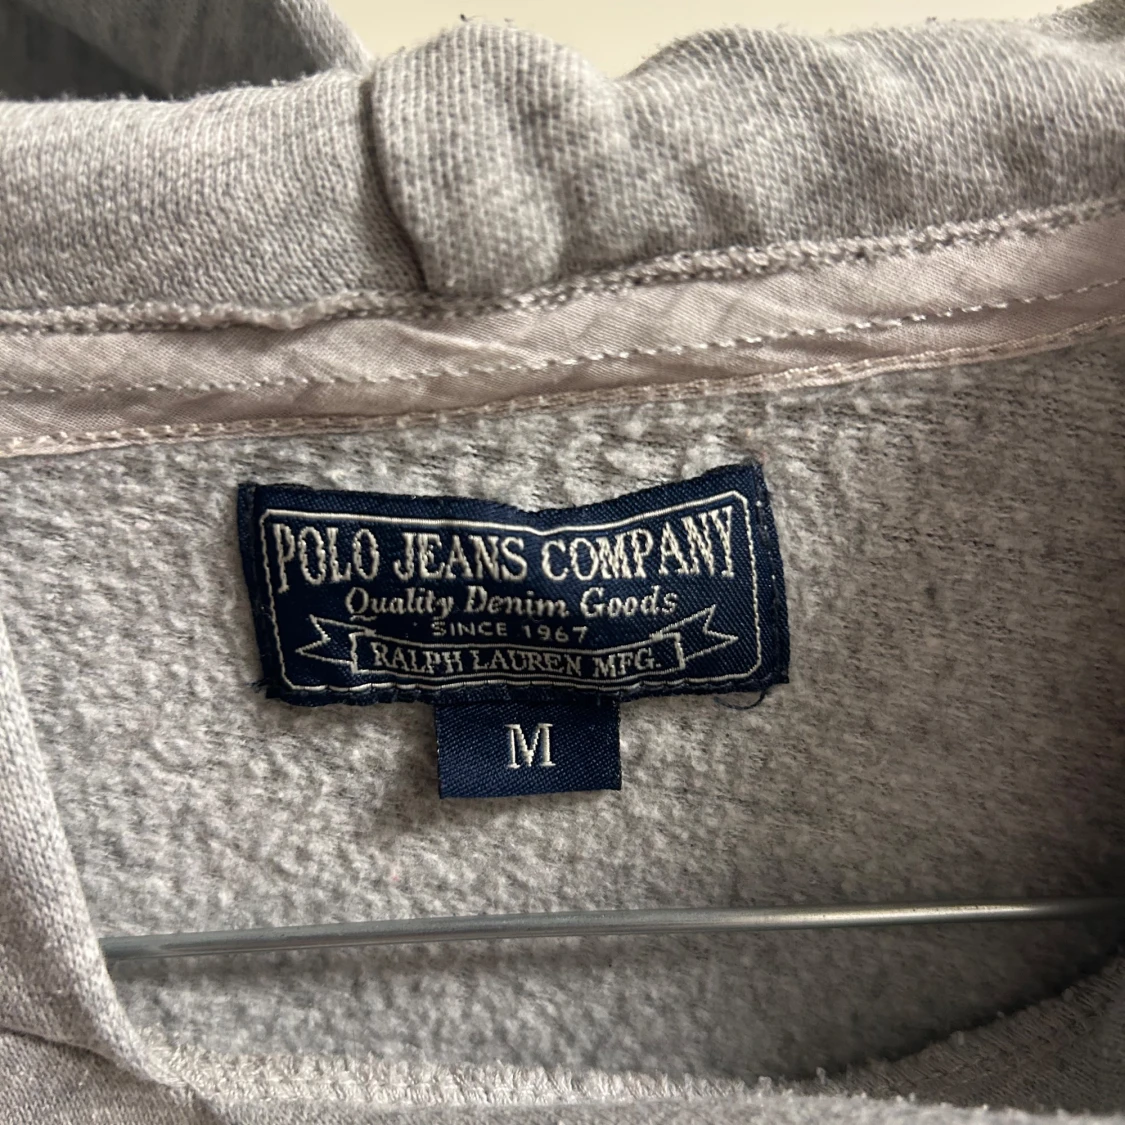 POLO JEANS COMPANY
Quality Denim Goods
SINCE 1967
RALPH LAUREN MFG.
M